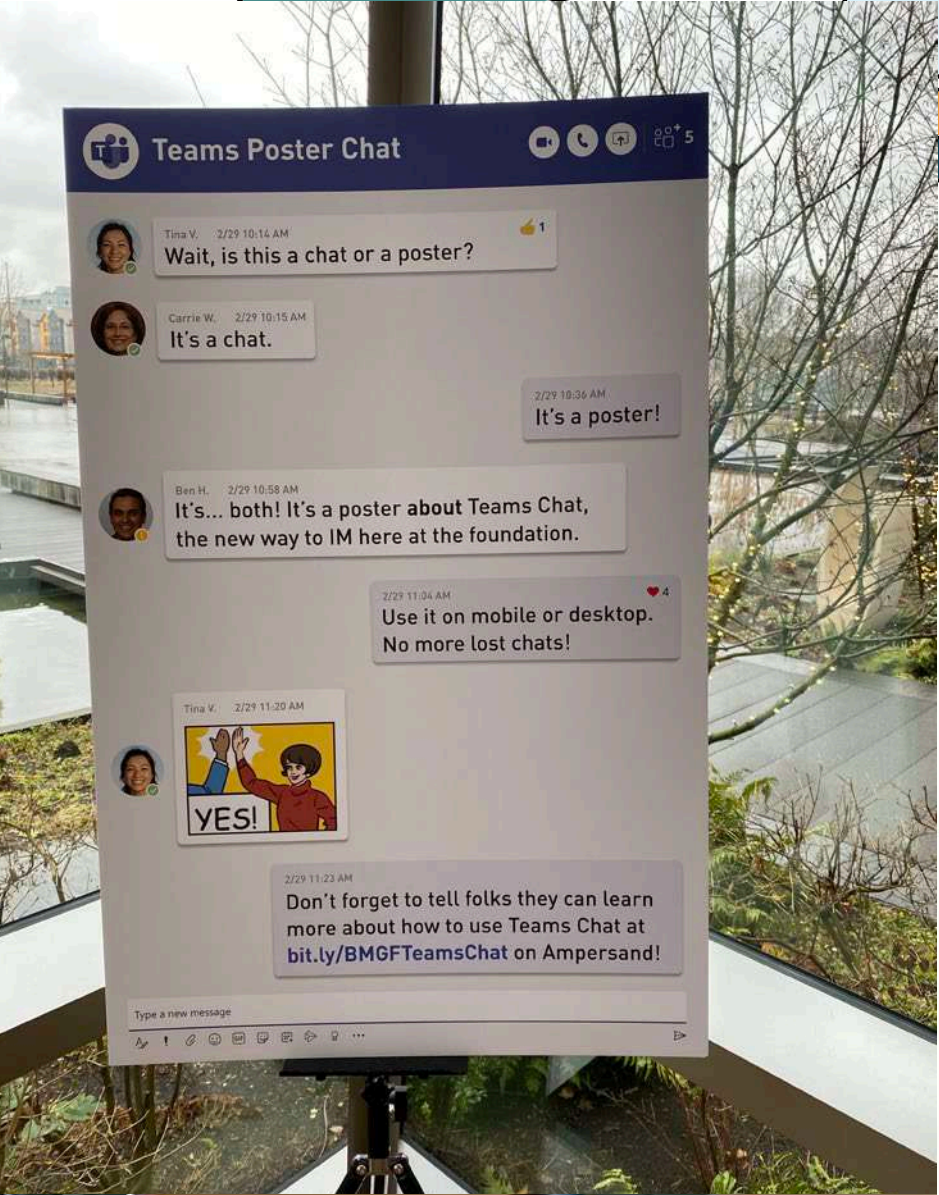 Teams Poster Chat
5
Tina V. 2/29 10:14 AM
1
Wait, is this a chat or a poster?
Carrie W. 2/29 10:15 AM
It's a chat.
2/29 10:36 AM
It's a poster!
Ben H. 2/29 10:58 AM
It's... both! It's a poster about Teams Chat,
the new way to IM here at the foundation.
2/29 11:04 AM
4
Use it on mobile or desktop.
No more lost chats!
Tina V. 2/29 11:20 AM
YES!
2/29 11:23 AM
Don't forget to tell folks they can learn
more about how to use Teams Chat at
bit.ly/BMGFTeamsChat on Ampersand!
Type a new message
GIF